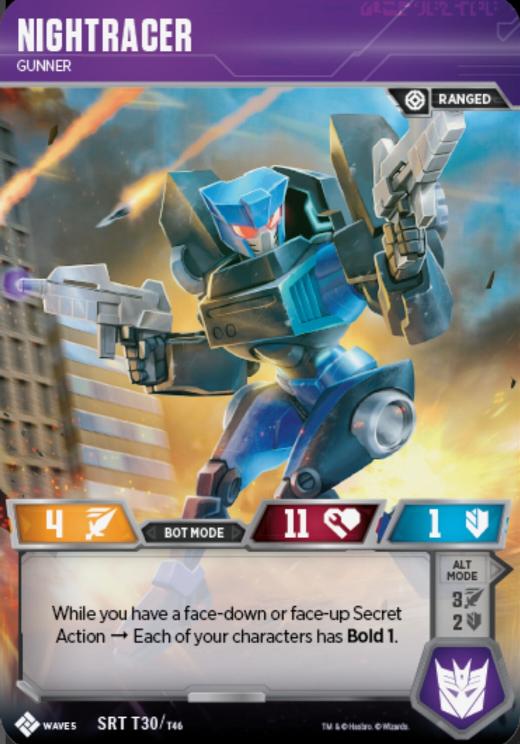 NIGHTRACER
GUNNER
RANGED
4
BOT MODE
11
1
ALT
MODE
3
2
While you have a face-down or face-up Secret
Action → Each of your characters has Bold 1.
WAVE 5 SRT T30/T46
TM & © Hasbro. © Wizards.